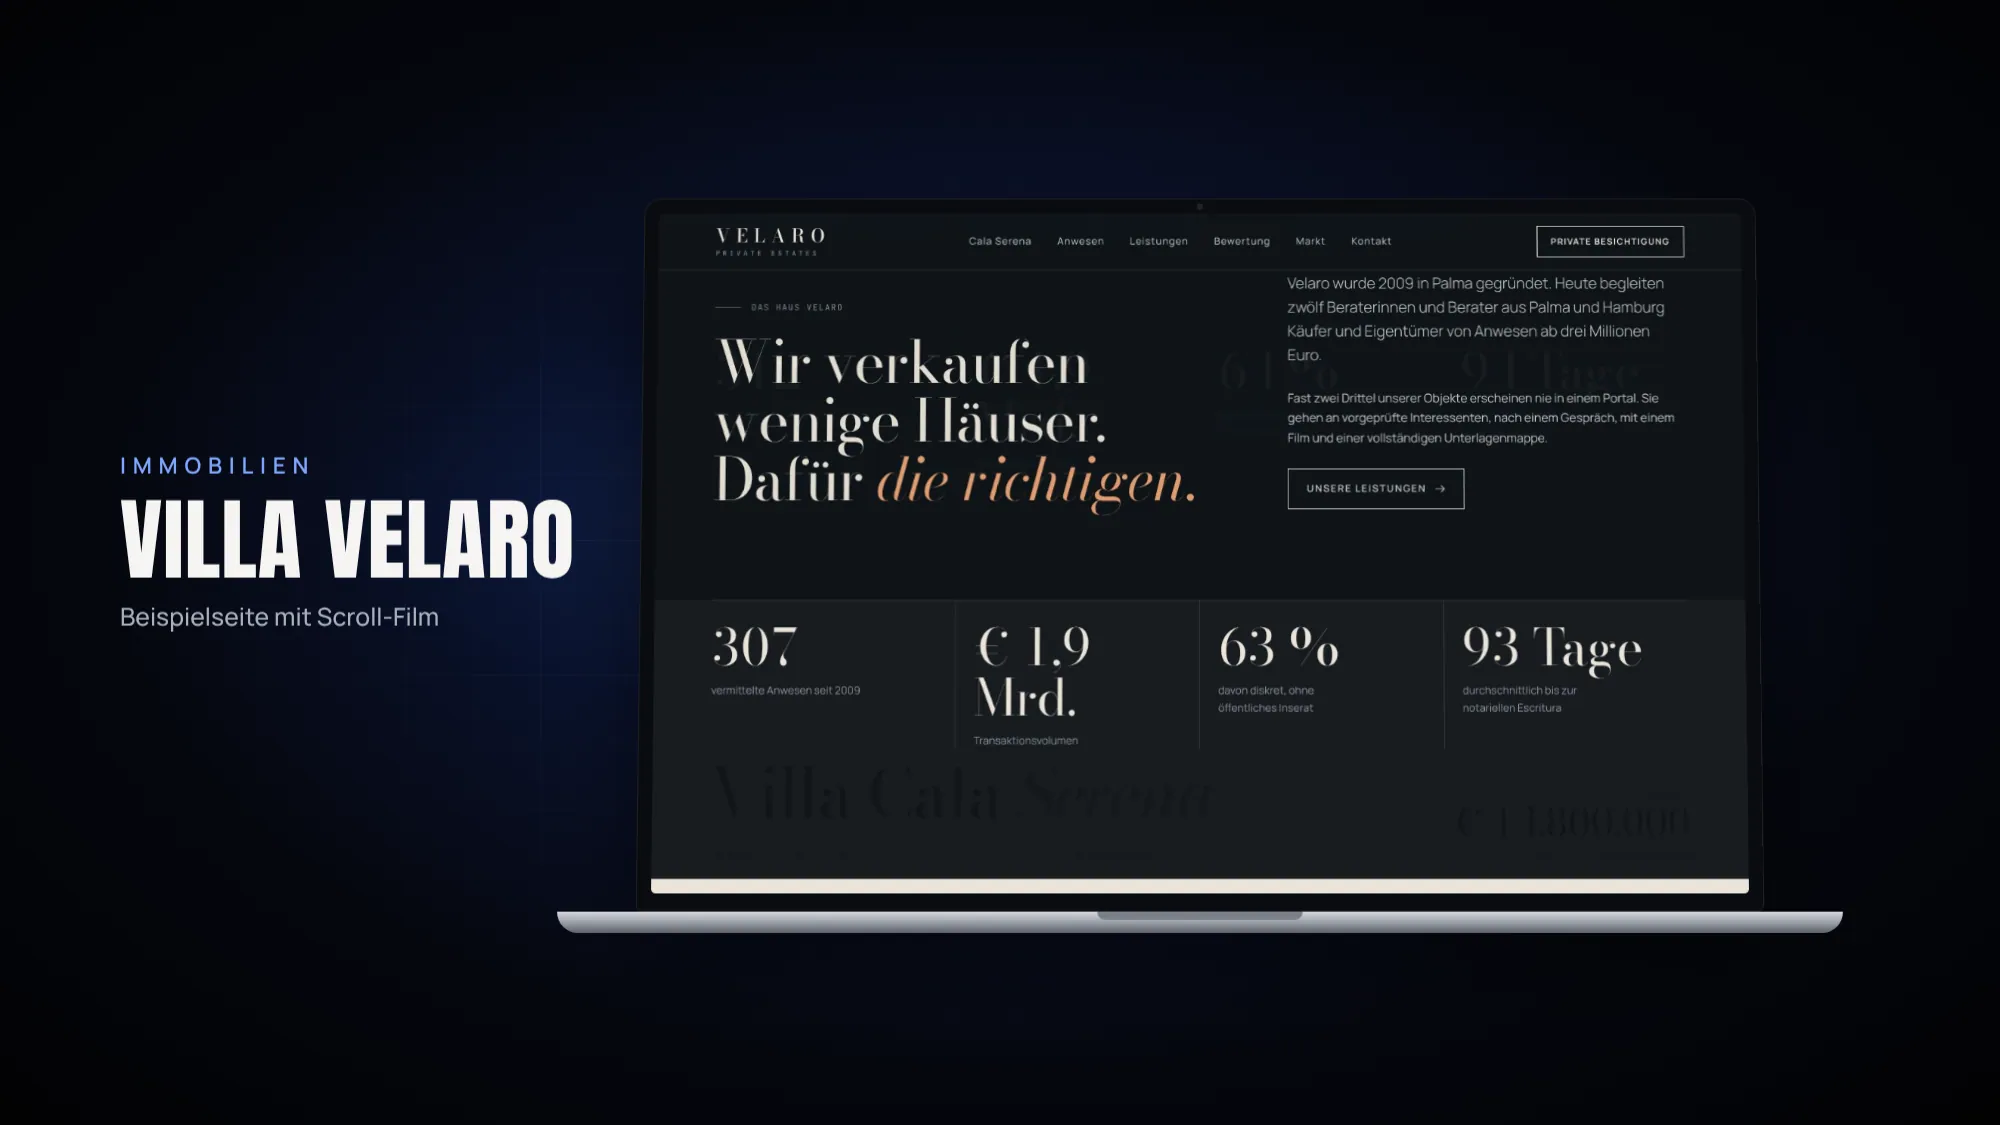 IMMOBILIEN
VILLA VELARO
Beispielseite mit Scroll-Film
VELARO
PRIVATE ESTATES
Cala Serena
Anwesen
Leistungen
Bewertung
Markt
Kontakt
PRIVATE BESICHTIGUNG
DAS HAUS VELARO
Wir verkaufen
wenige Häuser.
Dafür die richtigen.
Velaro wurde 2009 in Palma gegründet. Heute begleiten
zwölf Beraterinnen und Berater aus Palma und Hamburg
Käufer und Eigentümer von Anwesen ab drei Millionen
Euro.
Fast zwei Drittel unserer Objekte erscheinen nie in einem Portal. Sie
gehen an vorgeprüfte Interessenten, nach einem Gespräch, mit einem
Film und einer vollständigen Unterlagenmappe.
UNSERE LEISTUNGEN →
307
vermittelte Anwesen seit 2009
€ 1,9
Mrd.
Transaktionsvolumen
63 %
davon diskret, ohne
öffentliches Inserat
93 Tage
durchschnittlich bis zur
notariellen Escritura
Villa Cala Serena